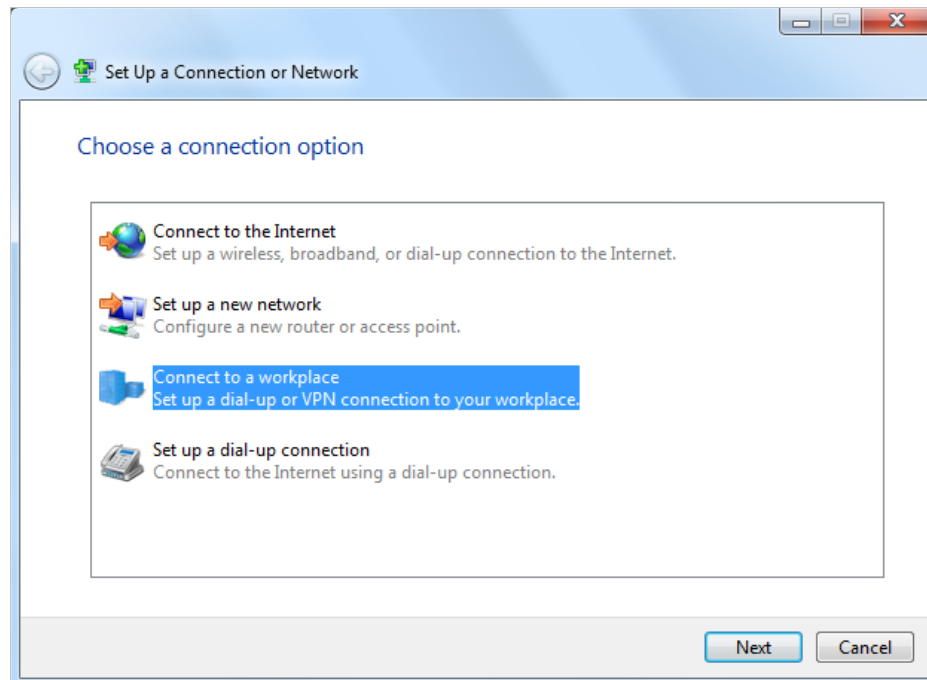 Set Up a Connection or Network
Choose a connection option
Connect to the Internet
Set up a wireless, broadband, or dial-up connection to the Internet.
Set up a new network
Configure a new router or access point.
Connect to a workplace
Set up a dial-up or VPN connection to your workplace.
Set up a dial-up connection
Connect to the Internet using a dial-up connection.
Next Cancel